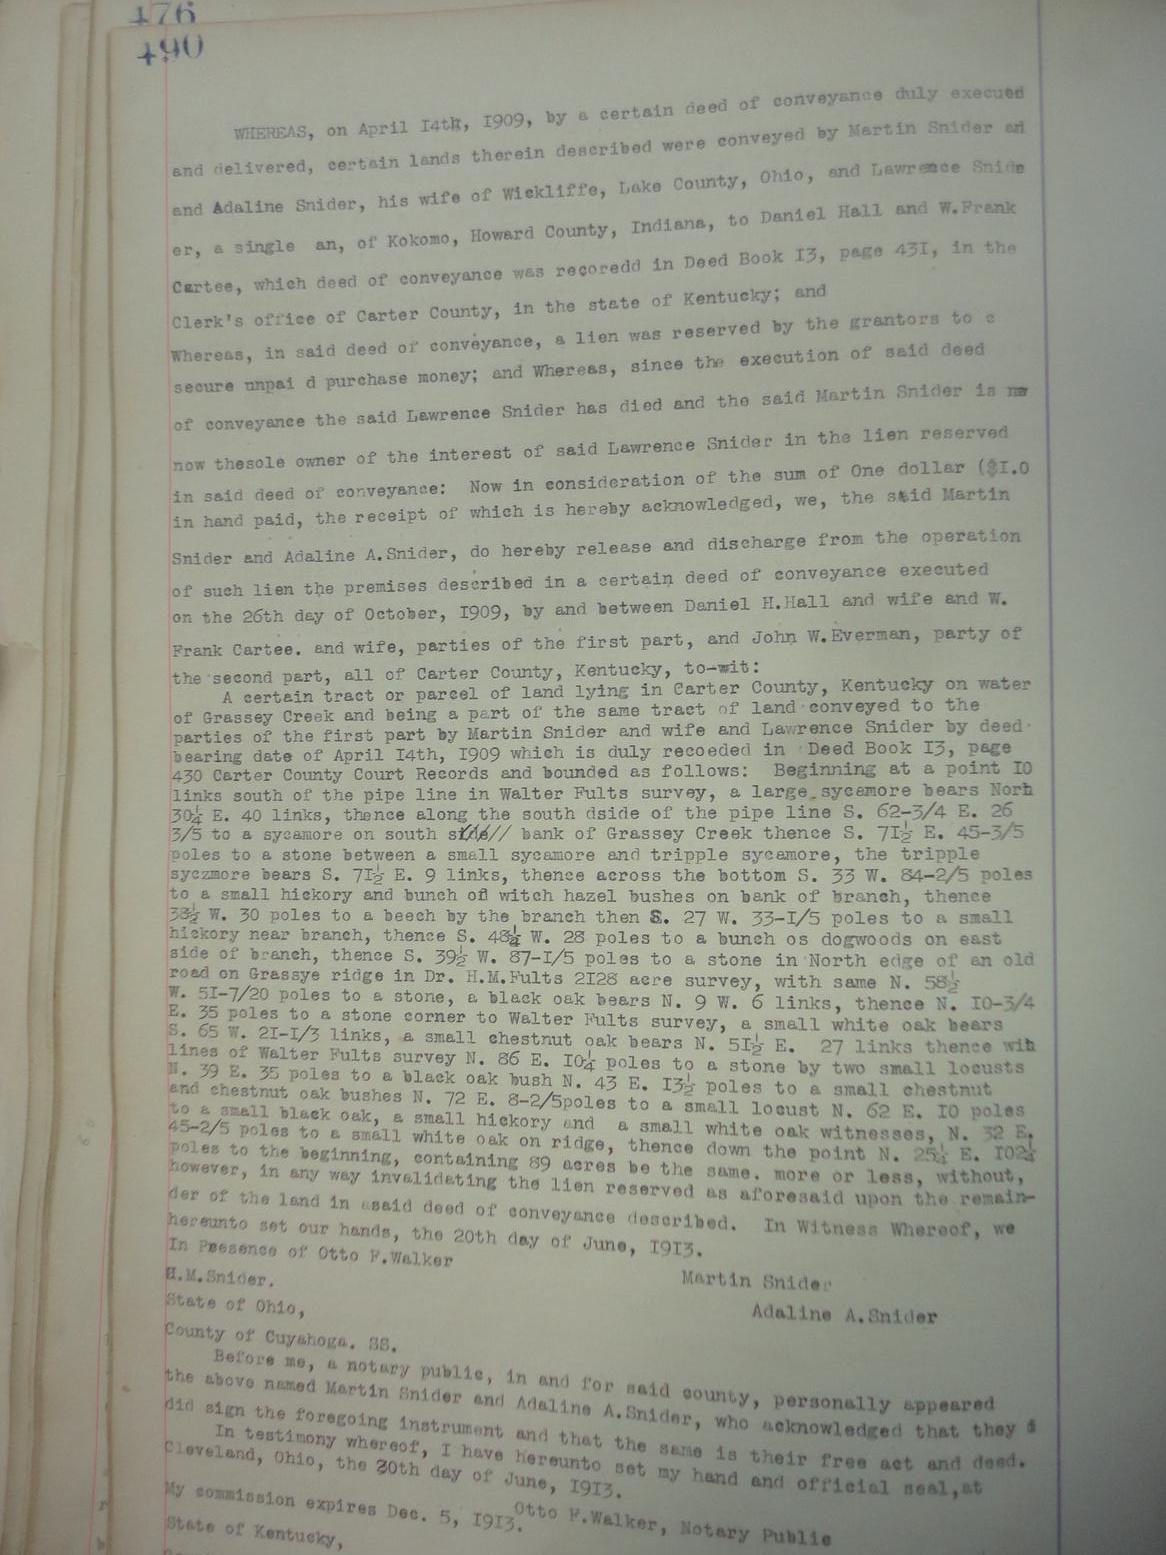 476
490
WHEREAS, on April I4th, I909, by a certain deed of conveyance duly executed
and delivered, certain lands therein described were conveyed by Martin Snider an
and Adaline Snider, his wife of Wickliffe, Lake County, Ohio, and Lawrence Snide
er, a single an, of Kokomo, Howard County, Indiana, to Daniel Hall and W.Frank
Cartee, which deed of conveyance was recoredd in Deed Book I3, page 43I, in the
Clerk's office of Carter County, in the state of Kentucky; and
Whereas, in said deed of conveyance, a lien was reserved by the grantors to
secure unpai d purchase money; and Whereas, since the execution of said deed
of conveyance the said Lawrence Snider has died and the said Martin Snider is
now thesole owner of the interest of said Lawrence Snider in the lien reserved
in said deed of conveyance: Now in consideration of the sum of One dollar ($I.0
in hand paid, the receipt of which is hereby acknowledged, we, the said Martin
Snider and Adaline A.Snider, do hereby release and discharge from the operation
of such lien the premises described in a certain deed of conveyance executed
on the 26th day of October, I909, by and between Daniel H.Hall and wife and W.
Frank Cartee. and wife, parties of the first part, and John W.Everman, party of
the second part, all of Carter County, Kentucky, to-wit:
A certain tract or parcel of land lying in Carter County, Kentucky on water
of Grassey Creek and being a part of the same tract of land conveyed to the
parties of the first part by Martin Snider and wife and Lawrence Snider by deed
bearing date of April I4th, I909 which is duly recoeded in Deed Book I3, page
430 Carter County Court Records and bounded as follows: Beginning at a point I0
links south of the pipe line in Walter Fults survey, a large sycamore bears Norh
30¼ E. 40 links, thence along the south dside of the pipe line S. 62-3/4 E. 26
3/5 to a sycamore on south side// bank of Grassey Creek thence S. 7I½ E. 45-3/5
poles to a stone between a small sycamore and tripple sycamore, the tripple
syczmore bears S. 7I½ E. 9 links, thence across the bottom S. 33 W. 84-2/5 poles
to a small hickory and bunch of witch hazel bushes on bank of branch, thence
38½ W. 30 poles to a beech by the branch then S. 27 W. 33-I/5 poles to a small
hickory near branch, thence S. 48¼ W. 28 poles to a bunch os dogwoods on east
side of branch, thence S. 39½ W. 87-I/5 poles to a stone in North edge of an old
road on Grassye ridge in Dr. H.M.Fults 2I28 acre survey, with same N. 58½
W. 5I-7/20 poles to a stone, a black oak bears N. 9 W. 6 links, thence N. I0-3/4
E. 35 poles to a stone corner to Walter Fults survey, a small white oak bears
S. 65 W. 2I-I/3 links, a small chestnut oak bears N. 5I½ E. 27 links thence with
lines of Walter Fults survey N. 86 E. I0¼ poles to a stone by two small locusts
N. 39 E. 35 poles to a black oak bush N. 43 E. I3½ poles to a small chestnut
and chestnut oak bushes N. 72 E. 8-2/5poles to a small locust N. 62 E. I0 poles
to a small black oak, a small hickory and a small white oak witnesses, N. 32 E.
45-2/5 poles to a small white oak on ridge, thence down the point N. 25¼ E. I02¼
poles to the beginning, containing 89 acres be the same. more or less, without,
however, in any way invalidating the lien reserved as aforesaid upon the remain-
der of the land in said deed of conveyance described. In Witness Whereof, we
hereunto set our hands, the 20th day of June, I9I3.
In Presence of Otto F.Walker
H.M.Snider.
Martin Snider
State of Ohio,
Adaline A.Snider
County of Cuyahoga. SS.
Before me, a notary public, in and for said county, personally appeared
the above named Martin Snider and Adaline A.Snider, who acknowledged that they
did sign the foregoing instrument and that the same is their free act and deed.
In testimony whereof, I have hereunto set my hand and official seal,at
Cleveland, Ohio, the 20th day of June, I9I3.
Otto F.Walker, Notary Public
My commission expires Dec. 5, I9I3.
State of Kentucky,